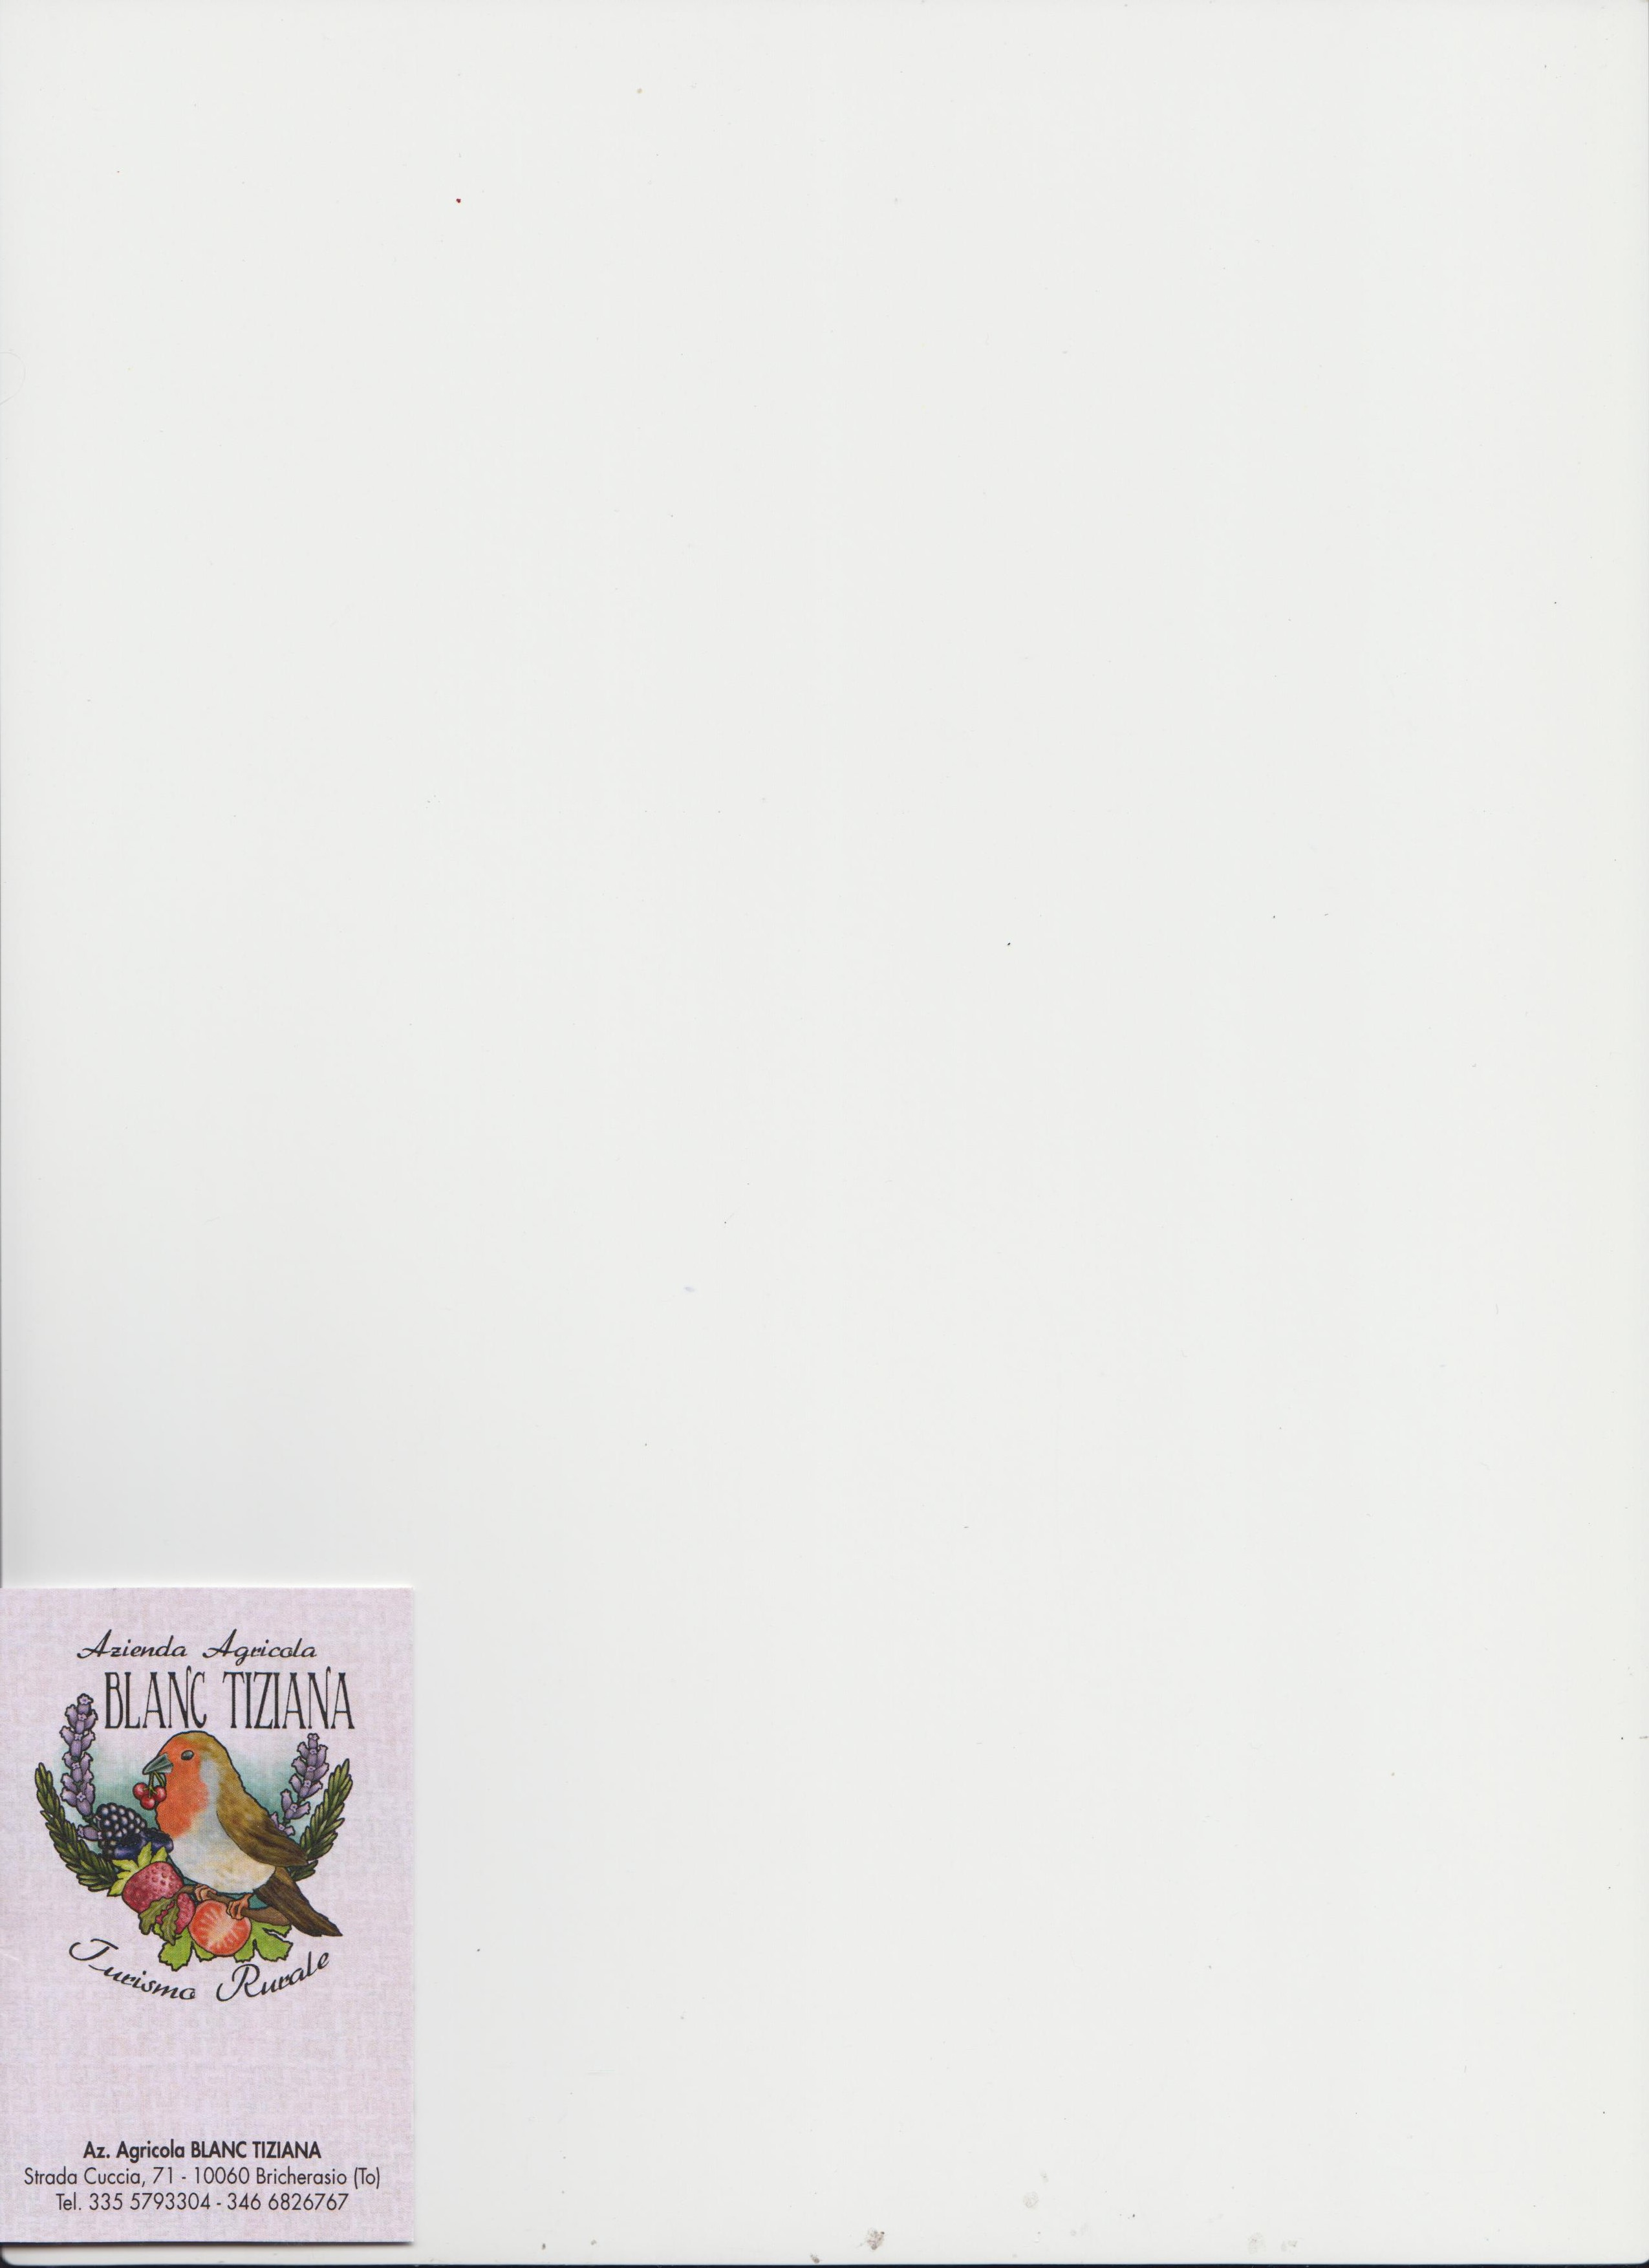 Azienda Agricola
BLANC TIZIANA
Turismo Rurale
Az. Agricola BLANC TIZIANA
Strada Cuccia, 71 - 10060 Bricherasio (To)
Tel. 335 5793304 - 346 6826767